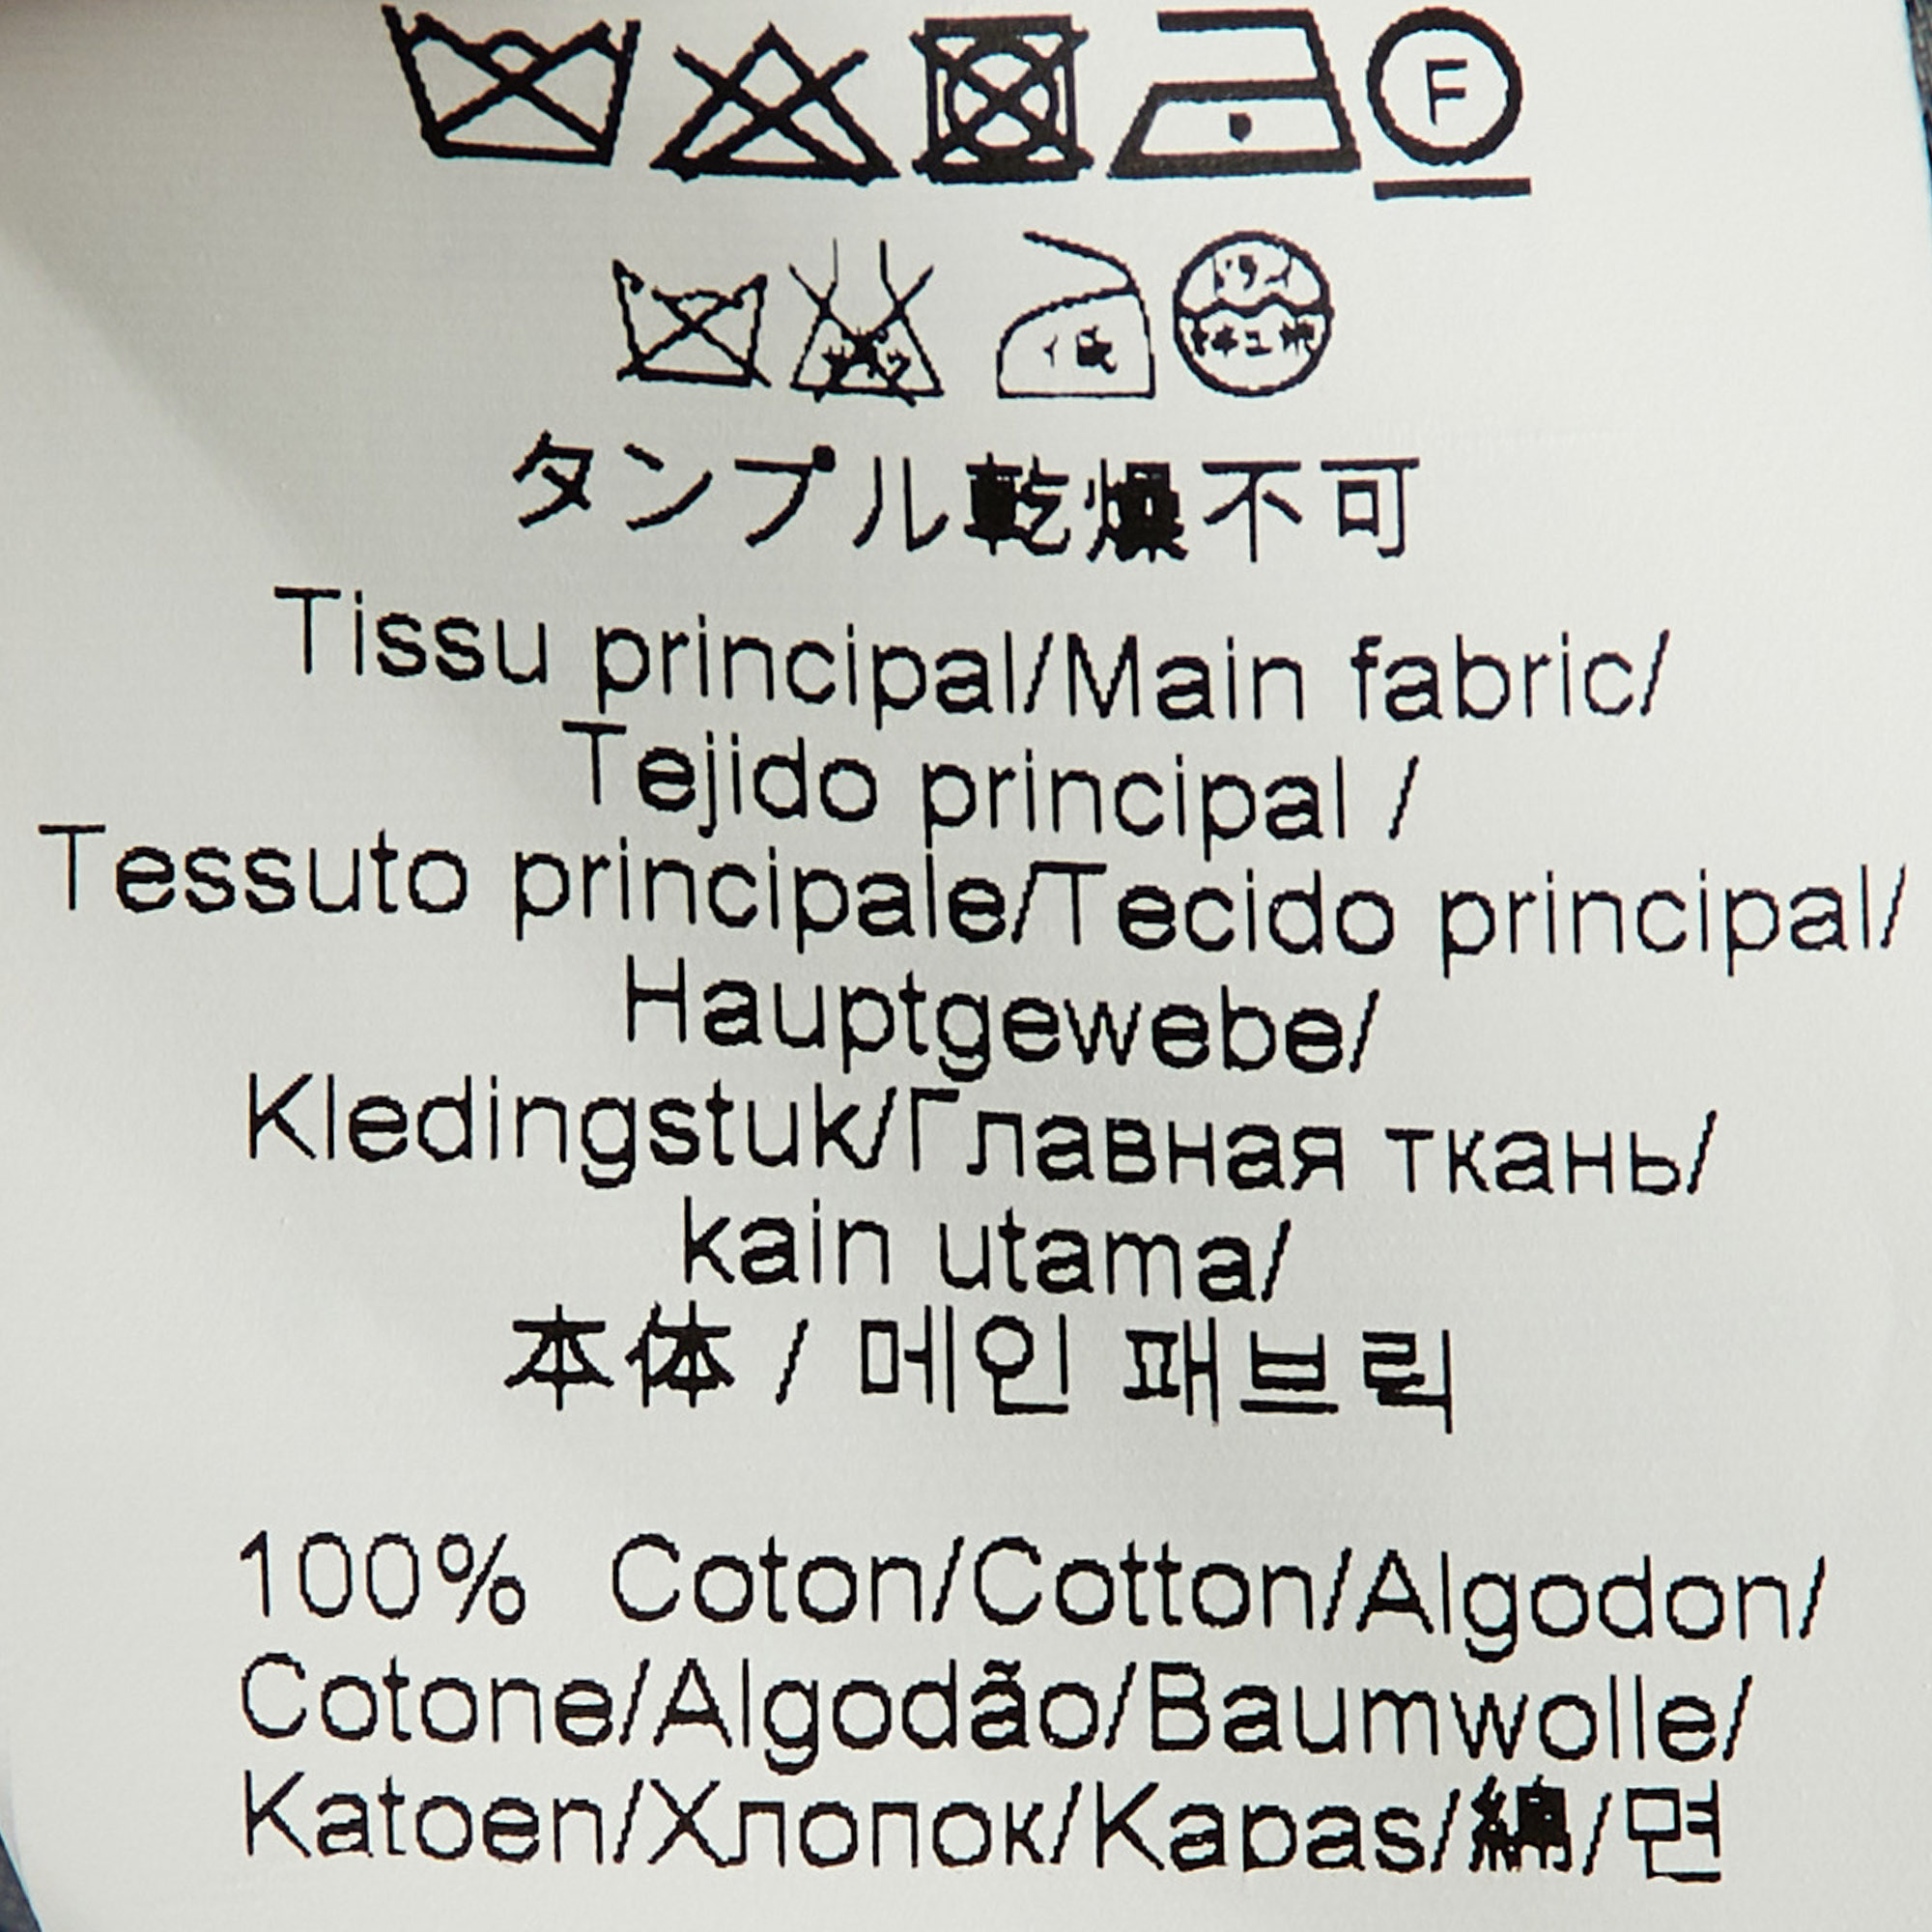 F
タンプル乾燥不可
Tissu principal/Main fabric/
Tejido principal /
Tessuto principale/Tecido principal/
Hauptgewebe/
Kledingstuk/Главная ткань/
kain utama/
本体 / 메인 패브릭
100% Coton/Cotton/Algodon/
Cotone/Algodão/Baumwolle/
Katoen/Хлопок/Kapas/綿/면